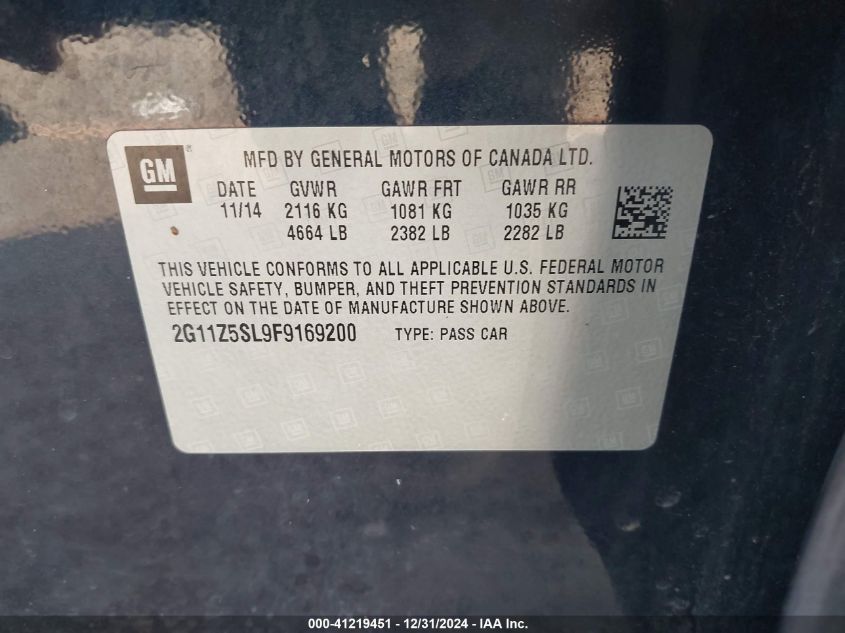 GM ®
MFD BY GENERAL MOTORS OF CANADA LTD.
DATE GVWR GAWR FRT GAWR RR
11/14 2116 KG 1081 KG 1035 KG
4664 LB 2382 LB 2282 LB
THIS VEHICLE CONFORMS TO ALL APPLICABLE U.S. FEDERAL MOTOR
VEHICLE SAFETY, BUMPER, AND THEFT PREVENTION STANDARDS IN
EFFECT ON THE DATE OF MANUFACTURE SHOWN ABOVE.
2G11Z5SL9F9169200 TYPE: PASS CAR
000-41219451 - 12/31/2024 - IAA Inc.